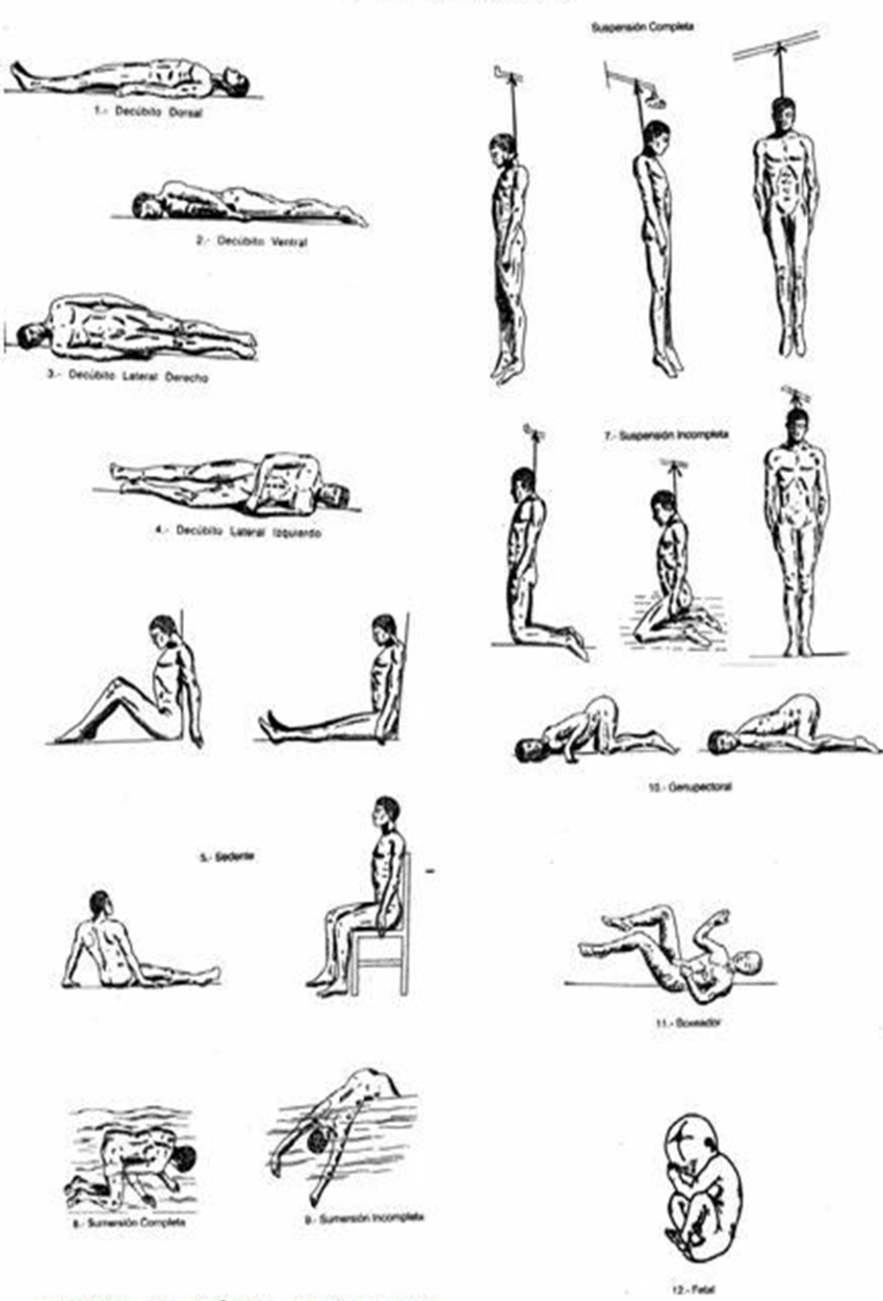 Suspensión Completa
1.- Decúbito Dorsal
2.- Decúbito Ventral
3.- Decúbito Lateral Derecho
4.- Decúbito Lateral Izquierdo
7.- Suspensión Incompleta
5.- Sedente
10.- Genupectoral
11.- Boxeador
8.- Sumersión Completa
9.- Sumersión Incompleta
12.- Fetal